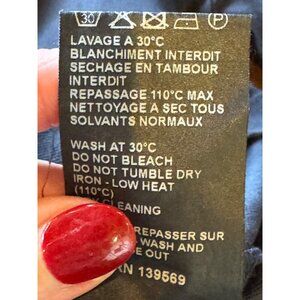 30
LAVAGE A 30°C
BLANCHIMENT INTERDIT
SECHAGE EN TAMBOUR
INTERDIT
REPASSAGE 110°C MAX
NETTOYAGE A SEC TOUS
SOLVANTS NORMAUX
WASH AT 30°C
DO NOT BLEACH
DO NOT TUMBLE DRY
IRON - LOW HEAT
(110°C)
CLEANING
REPASSER SUR
WASH AND
OUT
139569